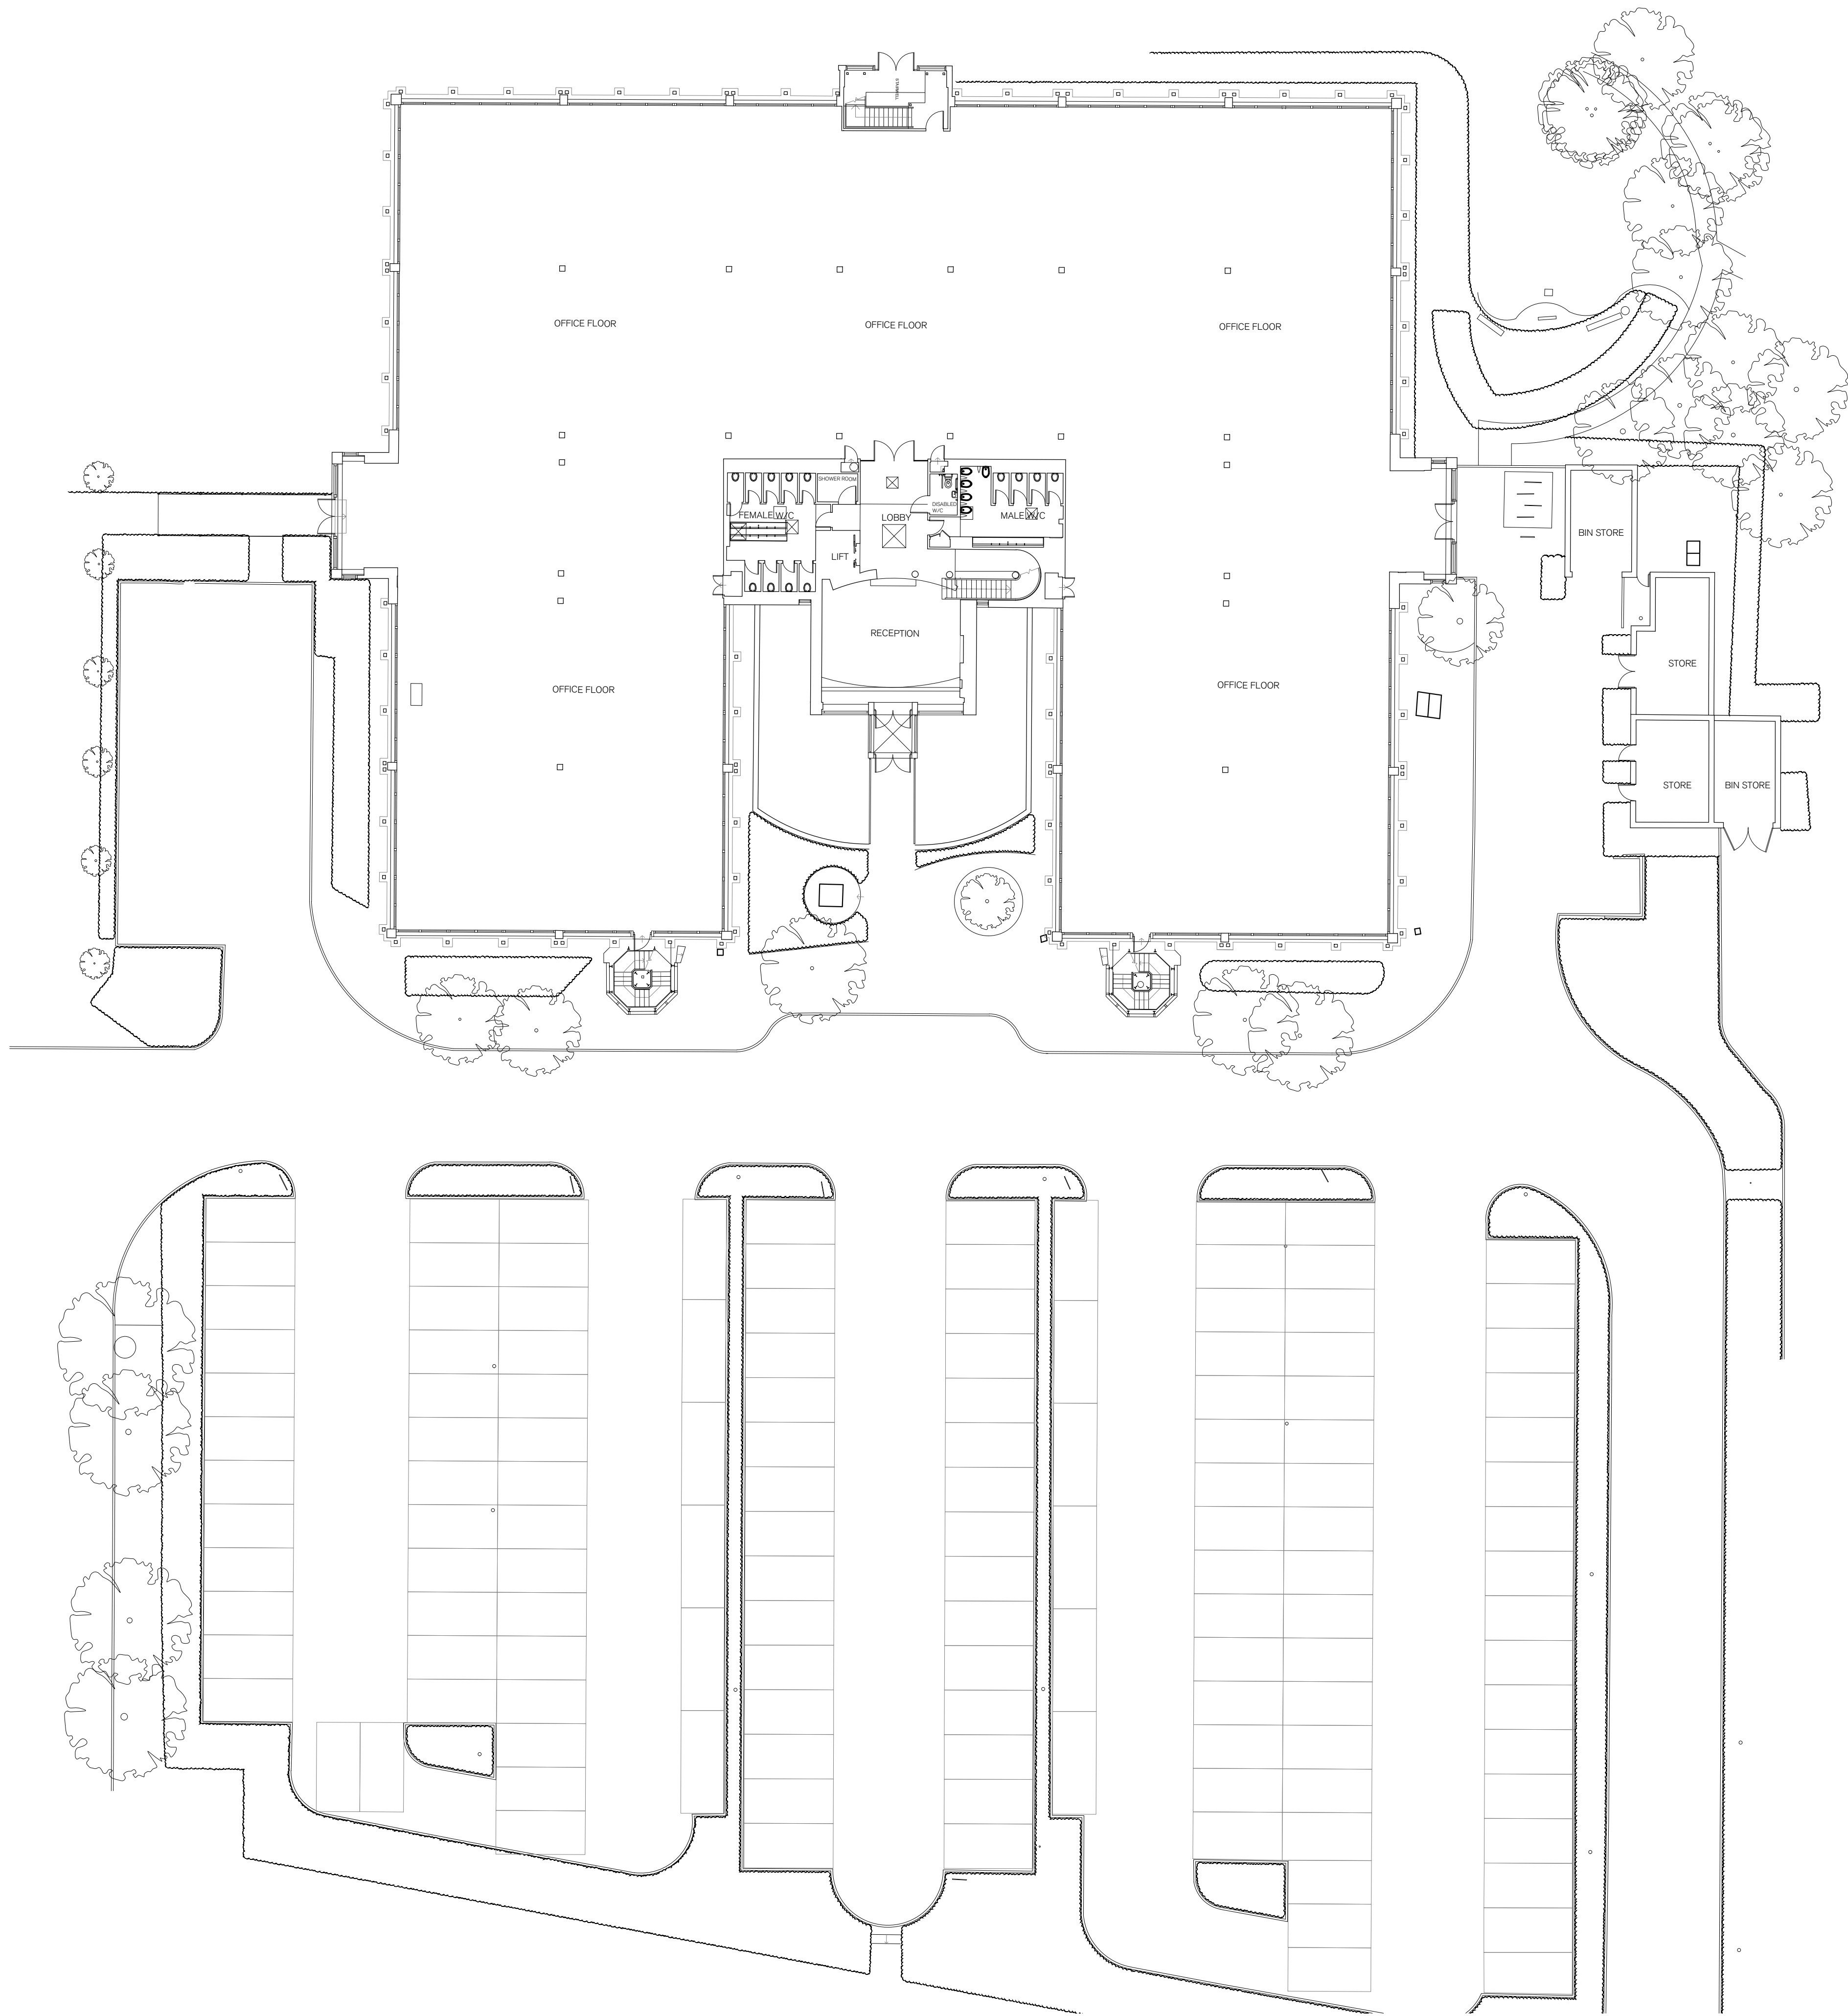 TURNSTILES
OFFICE FLOOR
OFFICE FLOOR
OFFICE FLOOR
SHOWER ROOM
DISABLED
W/C
FEMALE W/C
LOBBY
MALE W/C
BIN STORE
LIFT
RECEPTION
STORE
OFFICE FLOOR
OFFICE FLOOR
STORE
BIN STORE